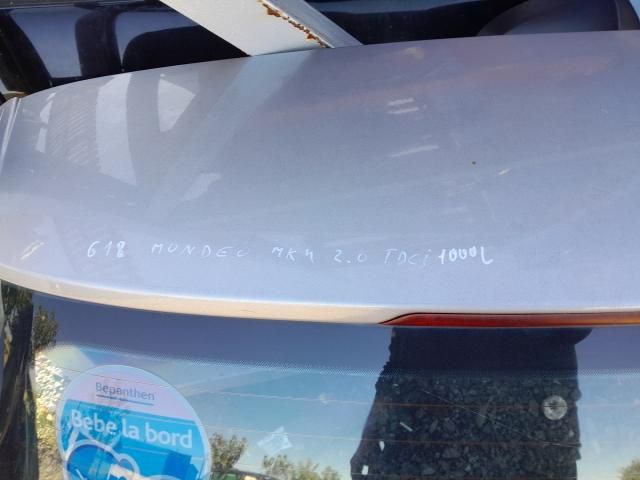 618 MONDEO MK4 2.0 TDCi 1000L
Bepanthen
Bebe la bord